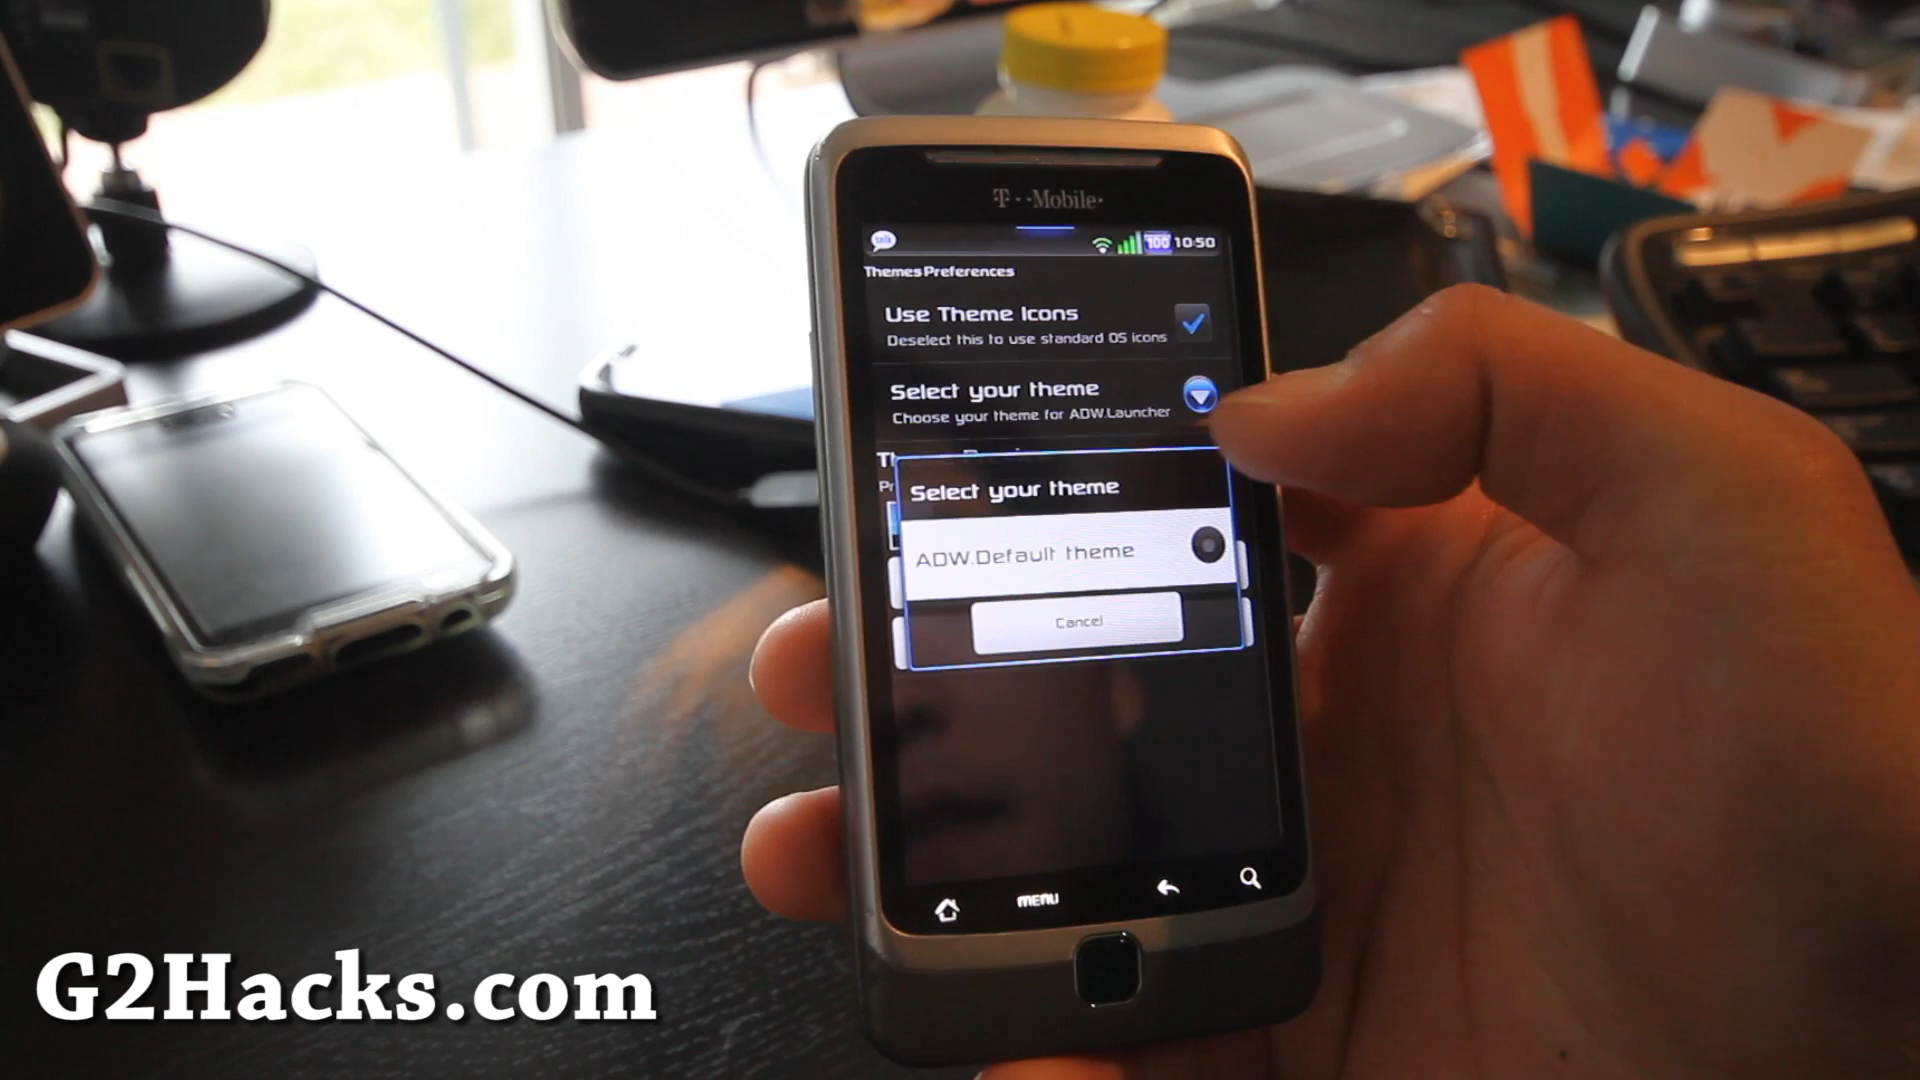 T··Mobile·
talk
100 10:50
Themes Preferences
Use Theme Icons
Deselect this to use standard OS icons
Select your theme
Choose your theme for ADW.Launcher
Select your theme
ADW.Default theme
Cancel
MENU
G2Hacks.com